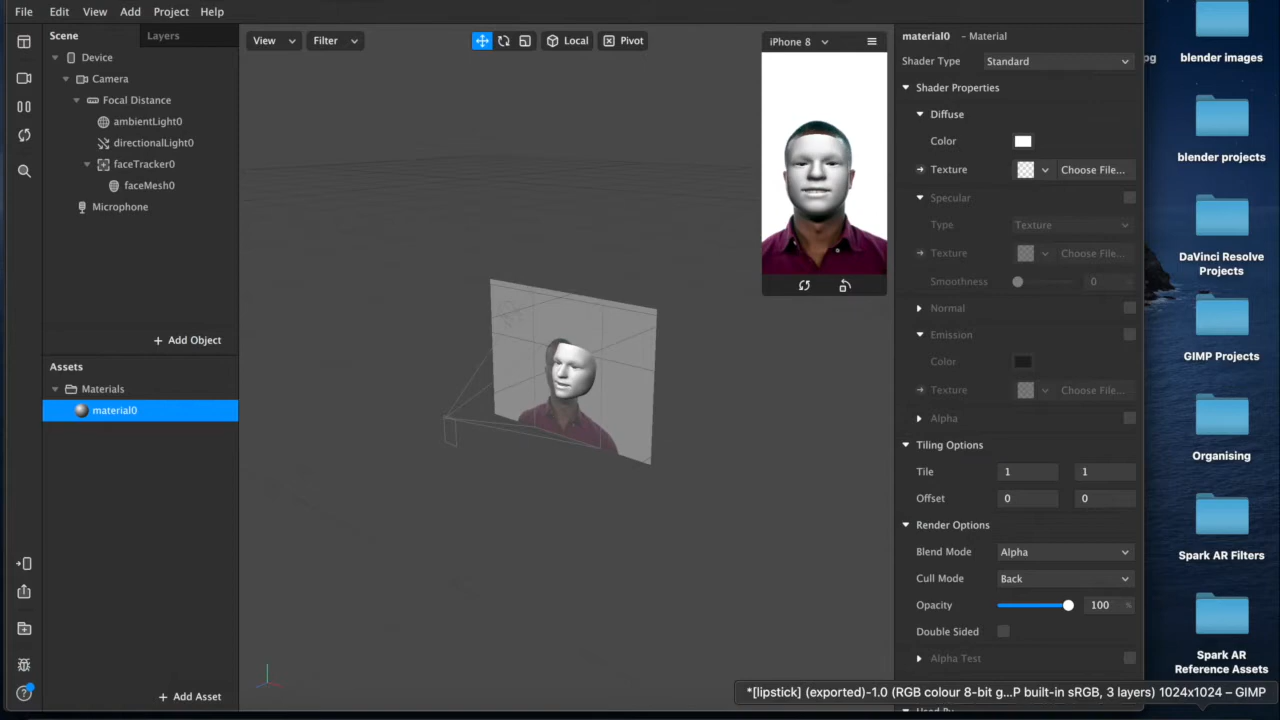 File Edit View Add Project Help
Scene Layers
Device
Camera
Focal Distance
ambientLight0
directionalLight0
faceTracker0
faceMesh0
Microphone
+ Add Object
Assets
Materials
material0
+ Add Asset
View Filter Local Pivot
iPhone 8
material0 - Material
Shader Type Standard
Shader Properties
Diffuse
Color
Texture Choose File...
Specular
Type Texture
Texture Choose File...
Smoothness 0
Normal
Emission
Color
Texture Choose File...
Alpha
Tiling Options
Tile 1 1
Offset 0 0
Render Options
Blend Mode Alpha
Cull Mode Back
Opacity 100 %
Double Sided
Alpha Test
*[lipstick] (exported)-1.0 (RGB colour 8-bit g...P built-in sRGB, 3 layers) 1024x1024 – GIMP
Used By
pg
blender images
blender projects
DaVinci Resolve
Projects
GIMP Projects
Organising
Spark AR Filters
Spark AR
Reference Assets